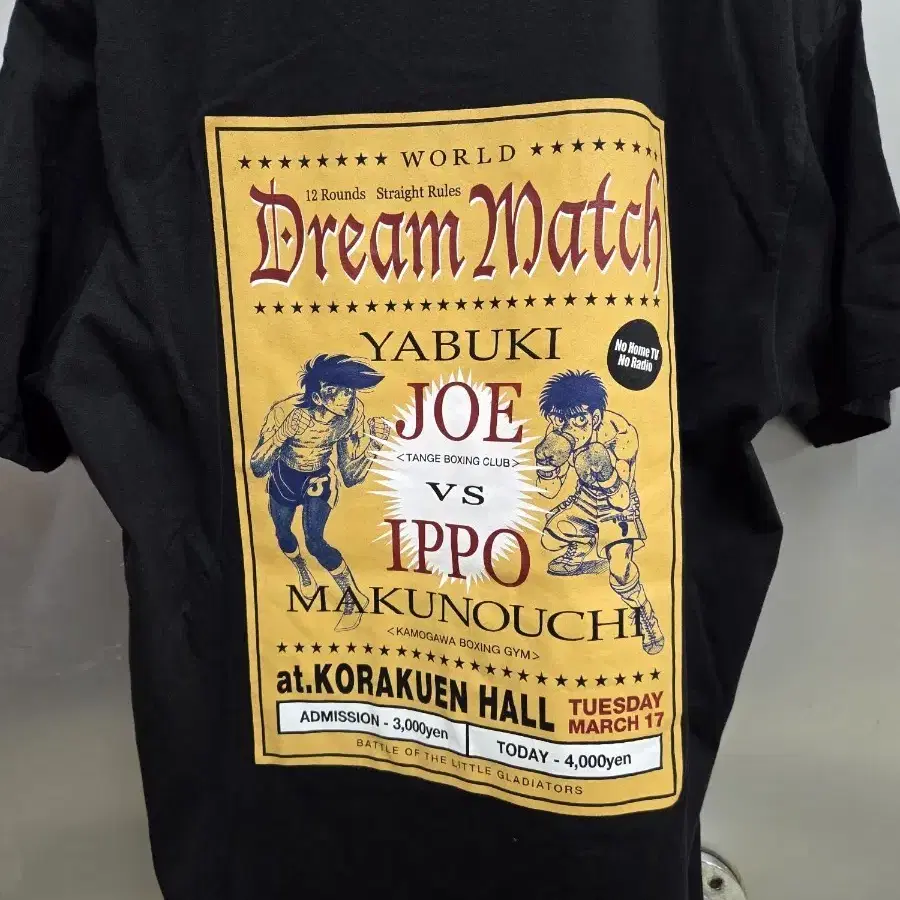 ★★★★★★★★ WORLD ★★★★★★★★
12 Rounds Straight Rules
Dream Match
YABUKI
No Home TV
No Radio
JOE
<TANGE BOXING CLUB>
VS
IPPO
MAKUNOUCHI
<KAMOGAWA BOXING GYM>
at.KORAKUEN HALL
TUESDAY
MARCH 17
ADMISSION - 3,000yen
TODAY - 4,000yen
BATTLE OF THE LITTLE GLADIATORS